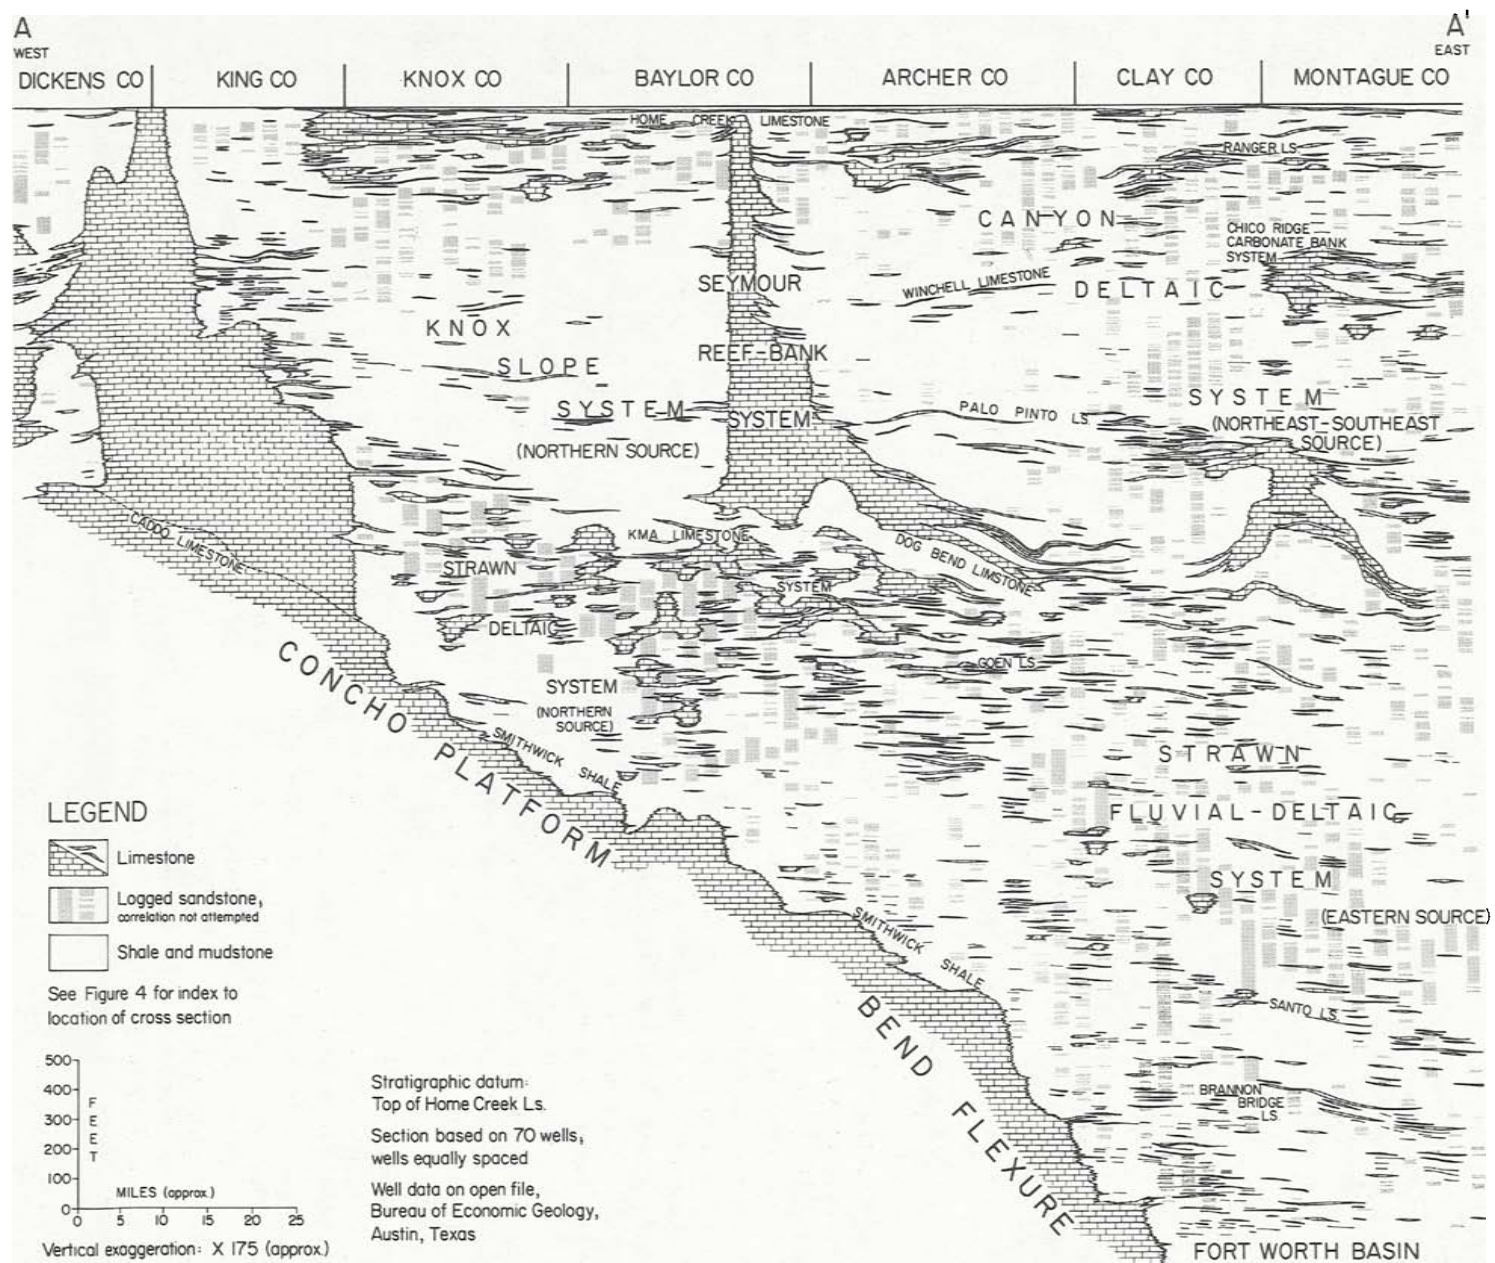 A
A'
WEST
EAST
DICKENS CO
KING CO
KNOX CO
BAYLOR CO
ARCHER CO
CLAY CO
MONTAGUE CO
HOME CREEK LIMESTONE
RANGER LS.
CANYON
CHICO RIDGE
CARBONATE BANK
SYSTEM
SEYMOUR
WINCHELL LIMESTONE
DELTAIC
KNOX
REEF-BANK
SLOPE
SYSTEM
SYSTEM
SYSTEM
PALO PINTO LS.
(NORTHEAST-SOUTHEAST
SOURCE)
(NORTHERN SOURCE)
CADDO LIMESTONE
KMA LIMESTONE
DOG BEND LIMSTONE
STRAWN
SYSTEM
DELTAIC
GOEN LS.
SYSTEM
(NORTHERN
SOURCE)
CONCHO PLATFORM
SMITHWICK SHALE
STRAWN
FLUVIAL-DELTAIC
SYSTEM
(EASTERN SOURCE)
SMITHWICK SHALE
SANTO LS.
BEND FLEXURE
BRANNON
BRIDGE
LS
FORT WORTH BASIN
LEGEND
Limestone
Logged sandstone,
correlation not attempted
Shale and mudstone
See Figure 4 for index to
location of cross section
500
400
300
200
100
0
FEET
MILES (approx.)
0 5 10 15 20 25
Vertical exaggeration: X 175 (approx.)
Stratigraphic datum:
Top of Home Creek Ls.
Section based on 70 wells,
wells equally spaced
Well data on open file,
Bureau of Economic Geology,
Austin, Texas